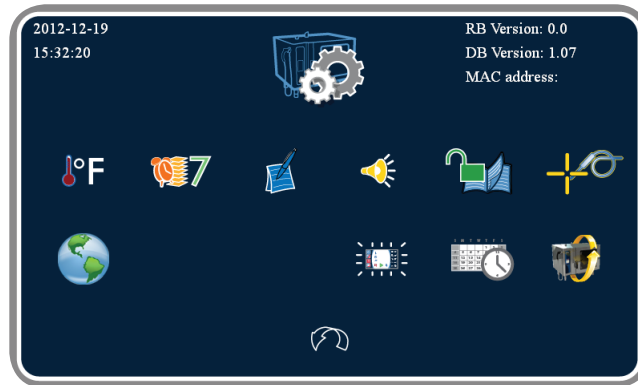 2012-12-19
15:32:20
RB Version: 0.0
DB Version: 1.07
MAC address:
°F
7